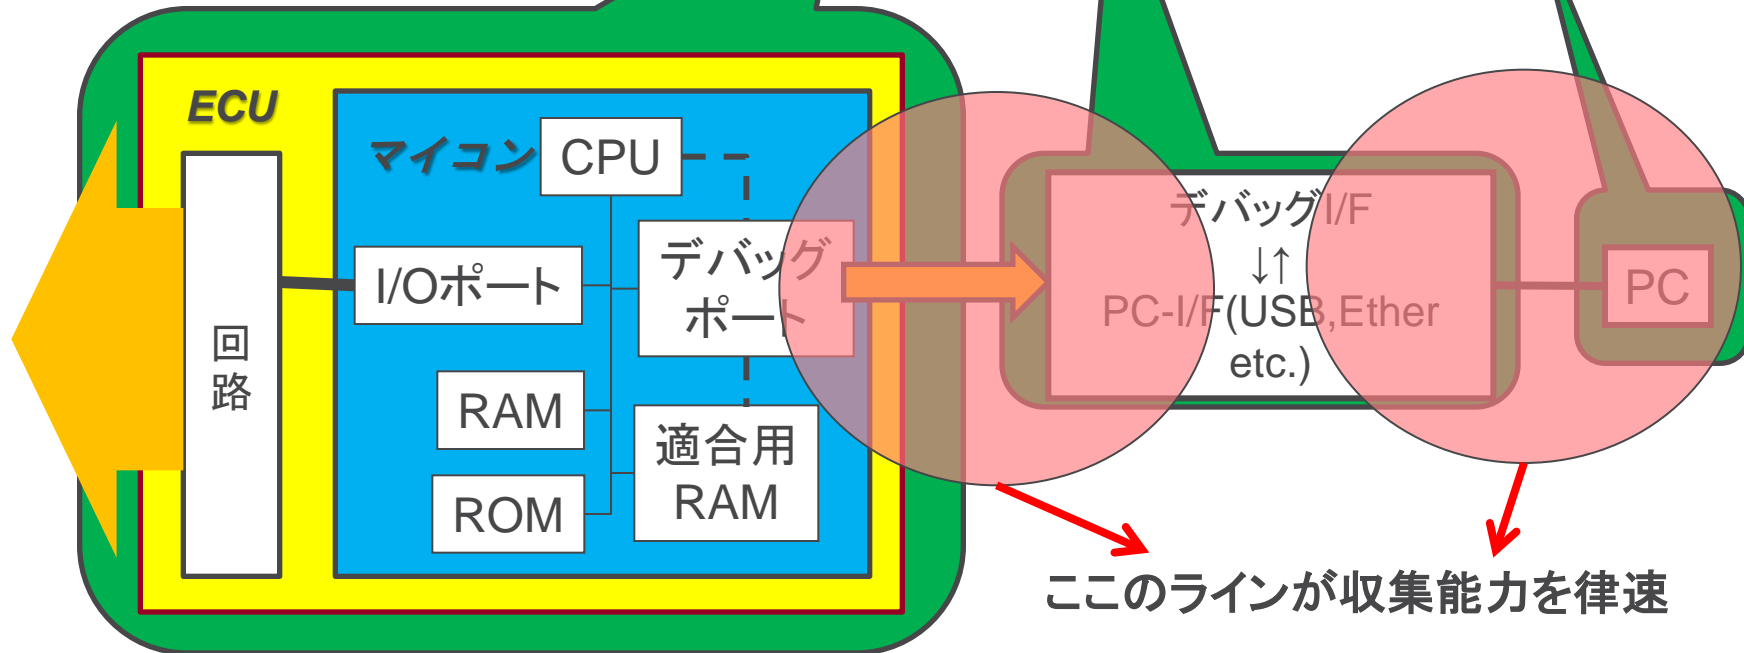 ECU
マイコン
CPU
I/Oポート
デバッグ
ポート
回
路
RAM
ROM
適合用
RAM
デバッグI/F
↓↑
PC-I/F(USB,Ether
etc.)
PC
ここのラインが収集能力を律速